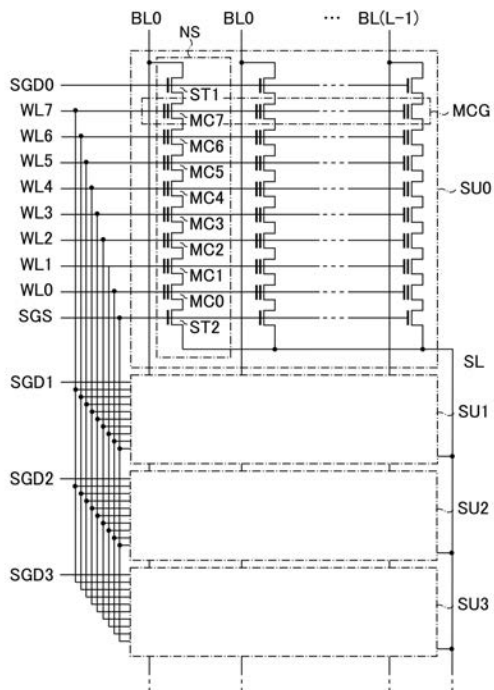 BL0 BL0 ... BL(L-1)
NS
SGD0
ST1
WL7
MCG
MC7
WL6
MC6
WL5
MC5
WL4
SU0
MC4
WL3
MC3
WL2
MC2
WL1
MC1
WL0
MC0
SGS
ST2
SL
SGD1
SU1
SGD2
SU2
SGD3
SU3